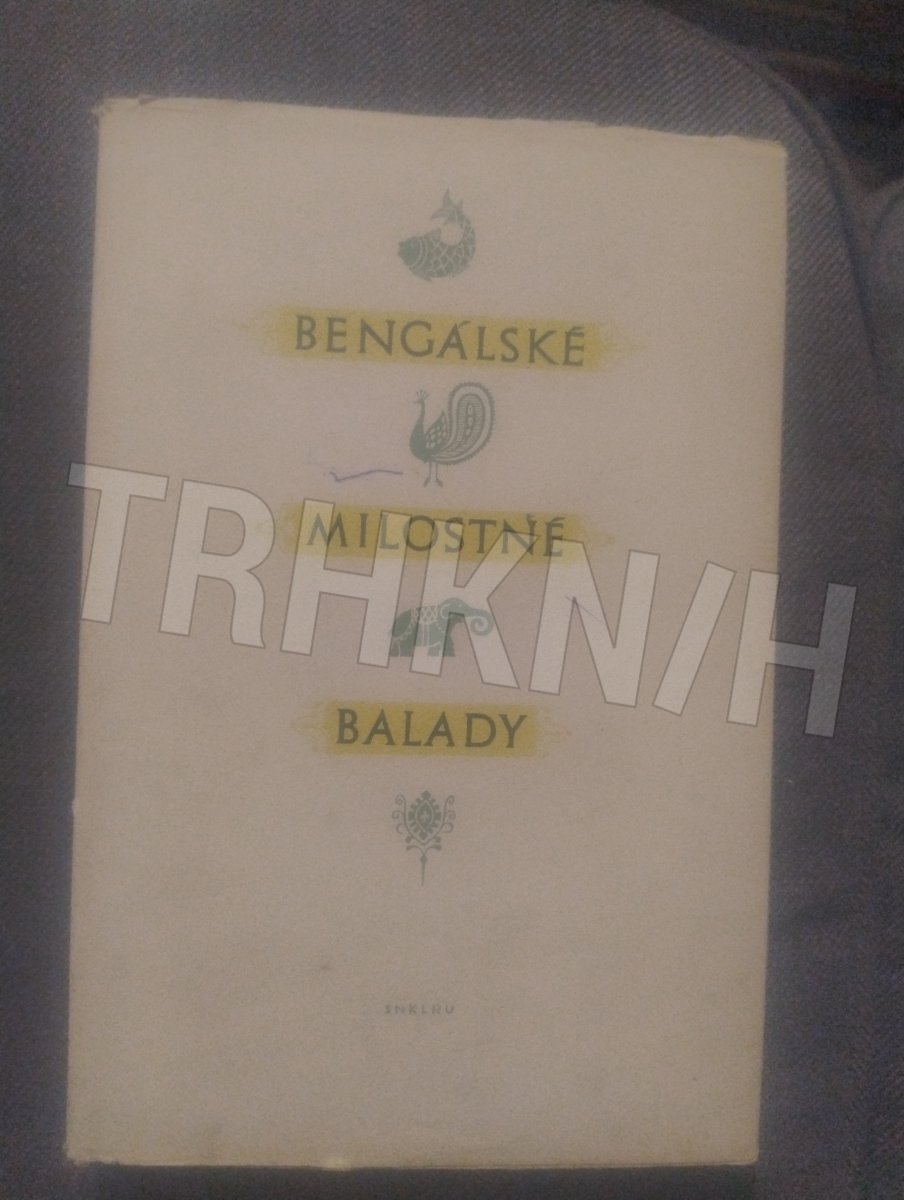 BENGÁLSKÉ
MILOSTNÉ
TRHKNIH
BALADY
SNKLHU